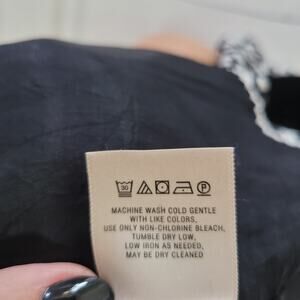 30 P
MACHINE WASH COLD GENTLE
WITH LIKE COLORS,
USE ONLY NON-CHLORINE BLEACH,
TUMBLE DRY LOW,
LOW IRON AS NEEDED,
MAY BE DRY CLEANED